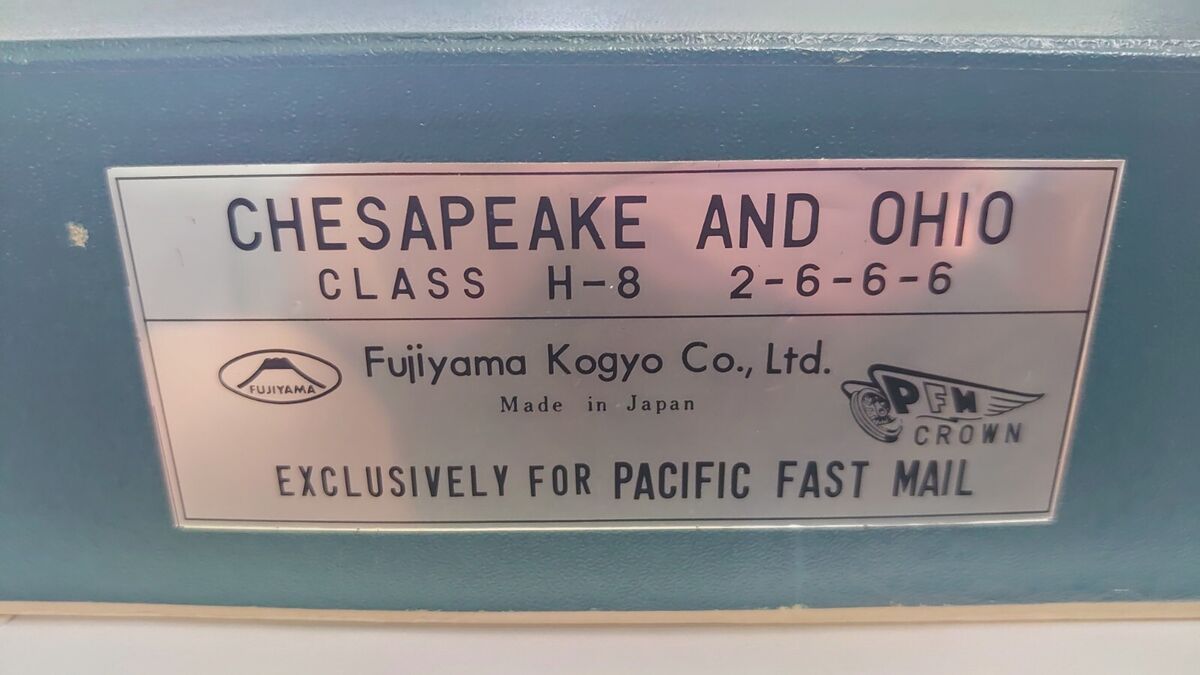 CHESAPEAKE AND OHIO
CLASS H-8 2-6-6-6
FUJIYAMA
Fujiyama Kogyo Co., Ltd.
Made in Japan
PFM
CROWN
EXCLUSIVELY FOR PACIFIC FAST MAIL